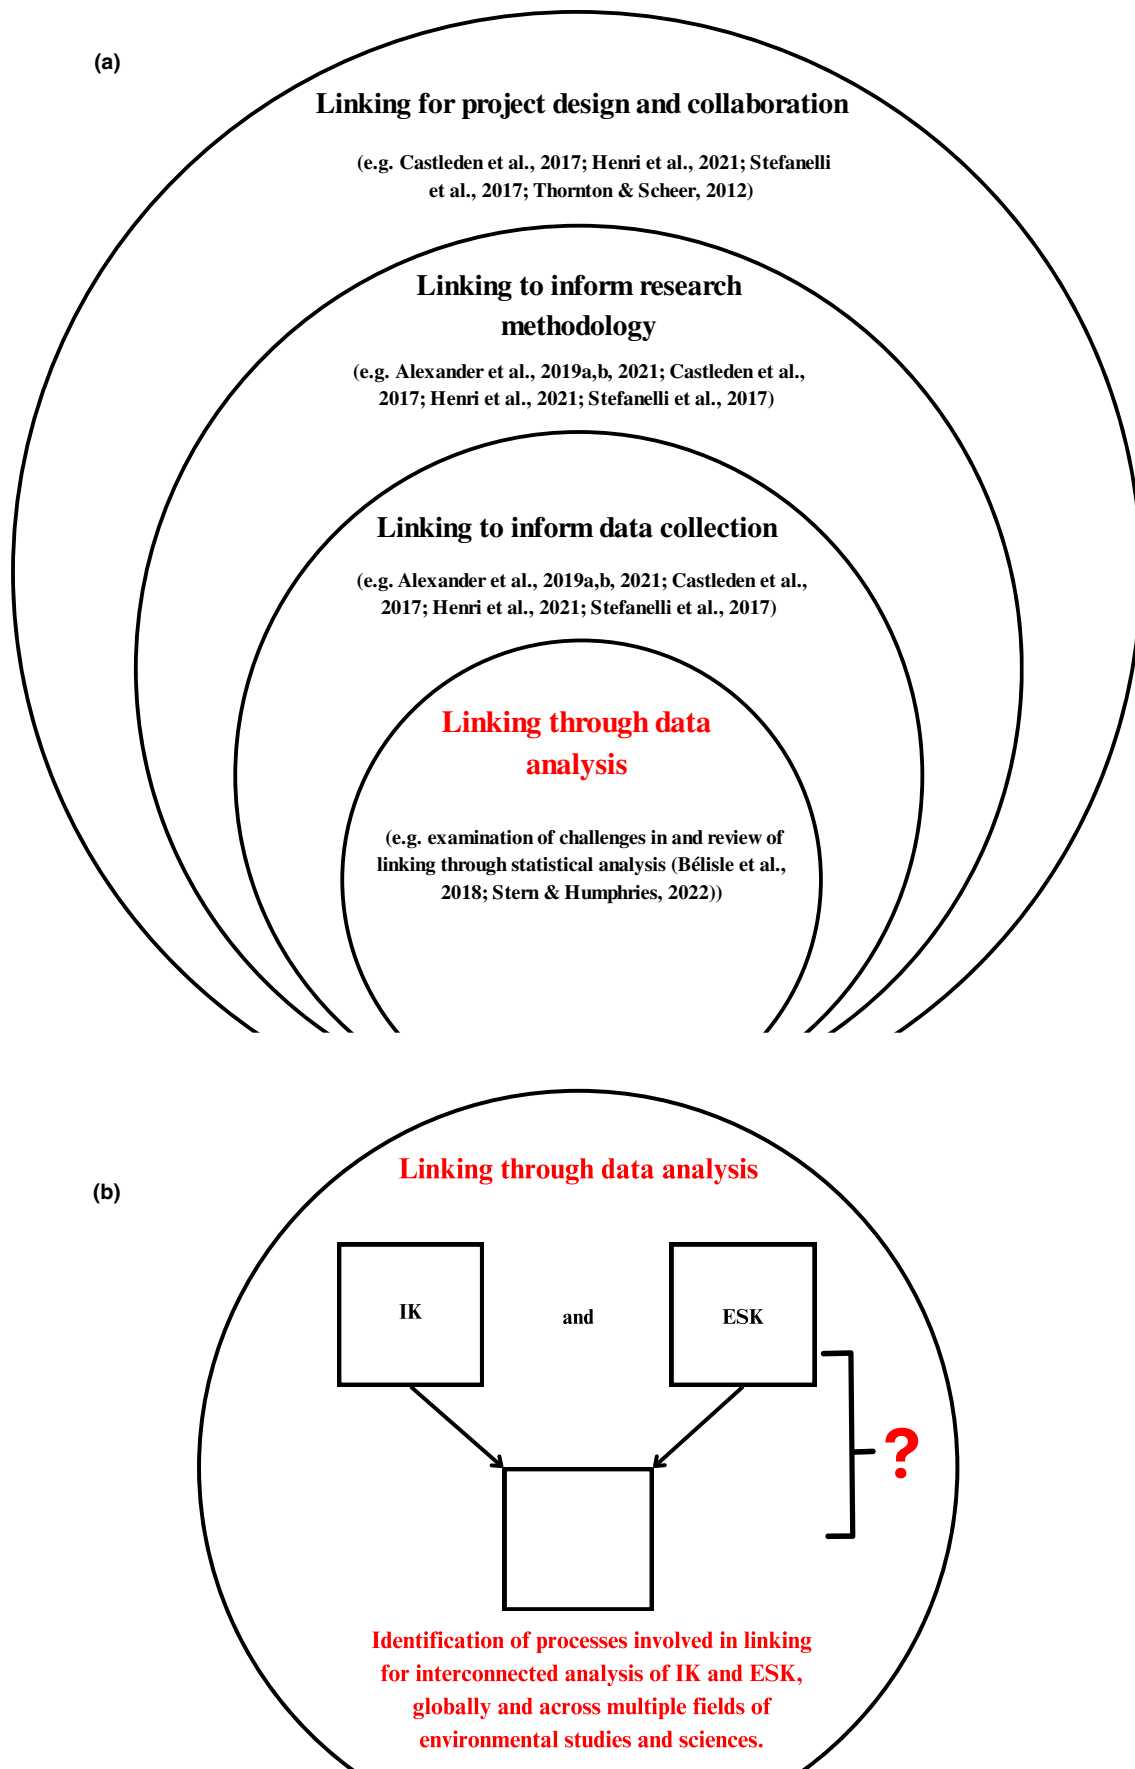 (a)
Linking for project design and collaboration
(e.g. Castleden et al., 2017; Henri et al., 2021; Stefanelli
et al., 2017; Thornton & Scheer, 2012)
Linking to inform research
methodology
(e.g. Alexander et al., 2019a,b, 2021; Castleden et al.,
2017; Henri et al., 2021; Stefanelli et al., 2017)
Linking to inform data collection
(e.g. Alexander et al., 2019a,b, 2021; Castleden et al.,
2017; Henri et al., 2021; Stefanelli et al., 2017)
Linking through data
analysis
(e.g. examination of challenges in and review of
linking through statistical analysis (Bélisle et al.,
2018; Stern & Humphries, 2022))
(b)
Linking through data analysis
IK
and
ESK
?
Identification of processes involved in linking
for interconnected analysis of IK and ESK,
globally and across multiple fields of
environmental studies and sciences.